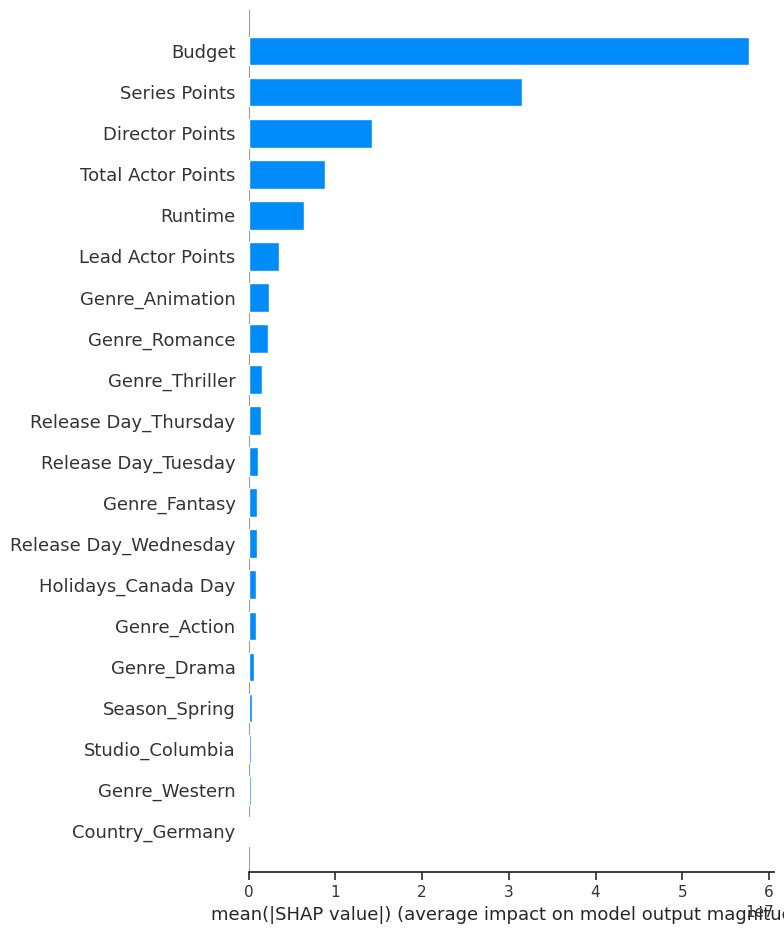 Budget
Series Points
Director Points
Total Actor Points
Runtime
Lead Actor Points
Genre_Animation
Genre_Romance
Genre_Thriller
Release Day_Thursday
Release Day_Tuesday
Genre_Fantasy
Release Day_Wednesday
Holidays_Canada Day
Genre_Action
Genre_Drama
Season_Spring
Studio_Columbia
Genre_Western
Country_Germany
0 1 2 3 4 5 6
1e7
mean(|SHAP value|) (average impact on model output magnitude